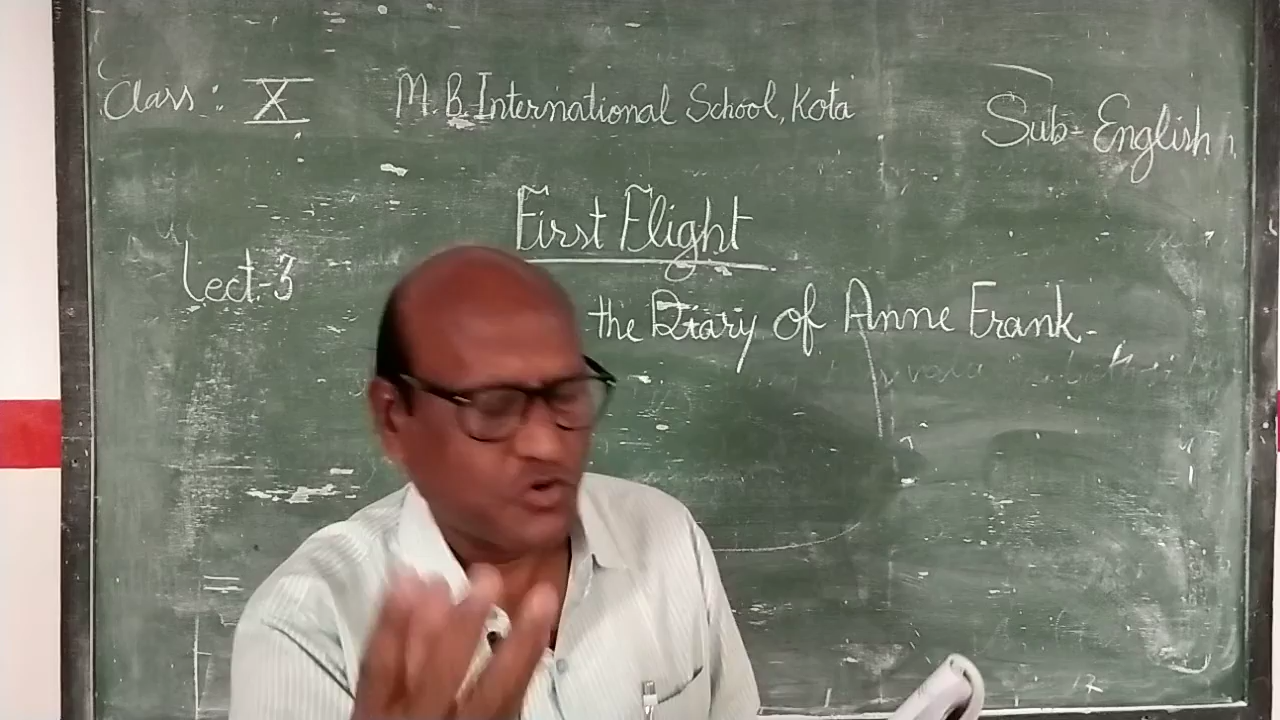 Class: X M.B. International School, Kota Sub- English
First Flight
Lect-3
the Diary of Anne Frank.